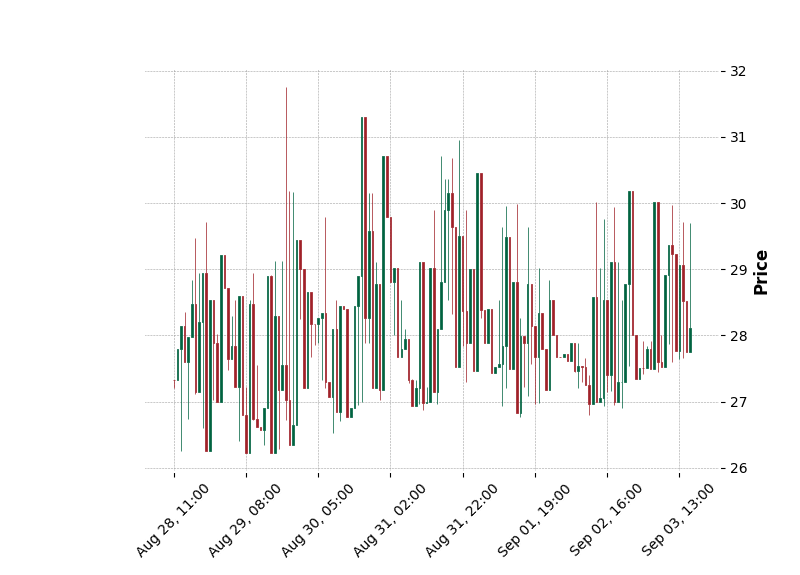 32
31
30
29
28
27
26
Price
Aug 28, 11:00
Aug 29, 08:00
Aug 30, 05:00
Aug 31, 02:00
Aug 31, 22:00
Sep 01, 19:00
Sep 02, 16:00
Sep 03, 13:00